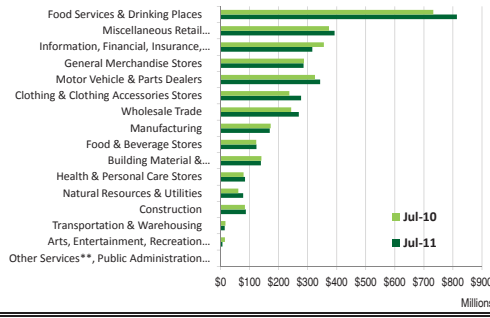 Food Services & Drinking Places
Miscellaneous Retail...
Information, Financial, Insurance,...
General Merchandise Stores
Motor Vehicle & Parts Dealers
Clothing & Clothing Accessories Stores
Wholesale Trade
Manufacturing
Food & Beverage Stores
Building Material &...
Health & Personal Care Stores
Natural Resources & Utilities
Construction
Transportation & Warehousing
Arts, Entertainment, Recreation...
Other Services**, Public Administration...
Jul-10
Jul-11
$0 $100 $200 $300 $400 $500 $600 $700 $800 $900
Millions